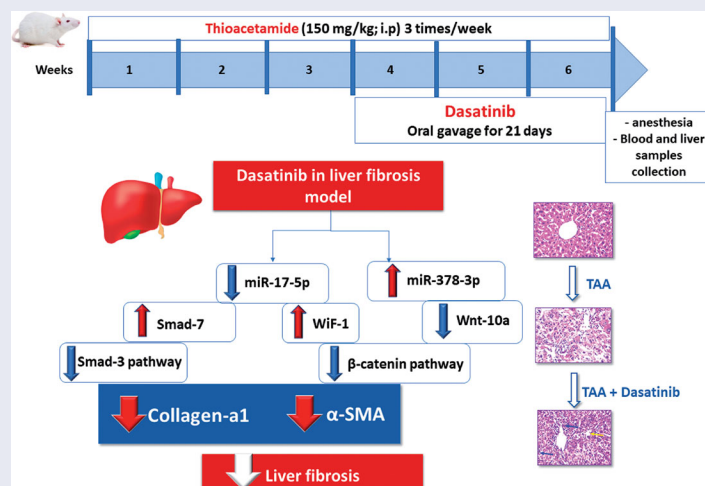 Thioacetamide (150 mg/kg; i.p) 3 times/week
Weeks 1 2 3 4 5 6
Dasatinib
Oral gavage for 21 days
- anesthesia
- Blood and liver
samples
collection
Dasatinib in liver fibrosis
model
miR-17-5p
miR-378-3p
Smad-7
WiF-1
Wnt-10a
Smad-3 pathway
β-catenin pathway
Collagen-a1
α-SMA
Liver fibrosis
TAA
TAA + Dasatinib